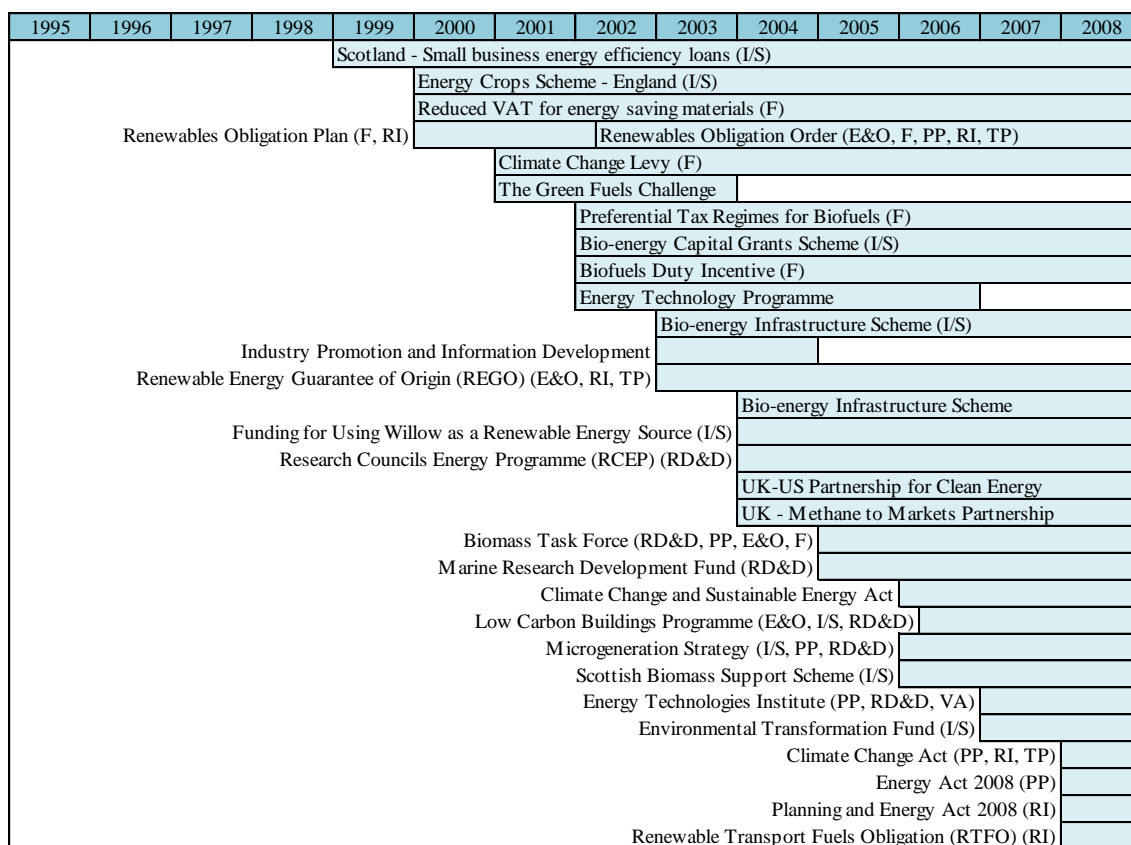 1995 1996 1997 1998 1999 2000 2001 2002 2003 2004 2005 2006 2007 2008
Scotland - Small business energy efficiency loans (I/S)
Energy Crops Scheme - England (I/S)
Reduced VAT for energy saving materials (F)
Renewables Obligation Plan (F, RI) Renewables Obligation Order (E&O, F, PP, RI, TP)
Climate Change Levy (F)
The Green Fuels Challenge
Preferential Tax Regimes for Biofuels (F)
Bio-energy Capital Grants Scheme (I/S)
Biofuels Duty Incentive (F)
Energy Technology Programme
Bio-energy Infrastructure Scheme (I/S)
Industry Promotion and Information Development
Renewable Energy Guarantee of Origin (REGO) (E&O, RI, TP)
Bio-energy Infrastructure Scheme
Funding for Using Willow as a Renewable Energy Source (I/S)
Research Councils Energy Programme (RCEP) (RD&D)
UK-US Partnership for Clean Energy
UK - Methane to Markets Partnership
Biomass Task Force (RD&D, PP, E&O, F)
Marine Research Development Fund (RD&D)
Climate Change and Sustainable Energy Act
Low Carbon Buildings Programme (E&O, I/S, RD&D)
Microgeneration Strategy (I/S, PP, RD&D)
Scottish Biomass Support Scheme (I/S)
Energy Technologies Institute (PP, RD&D, VA)
Environmental Transformation Fund (I/S)
Climate Change Act (PP, RI, TP)
Energy Act 2008 (PP)
Planning and Energy Act 2008 (RI)
Renewable Transport Fuels Obligation (RTFO) (RI)